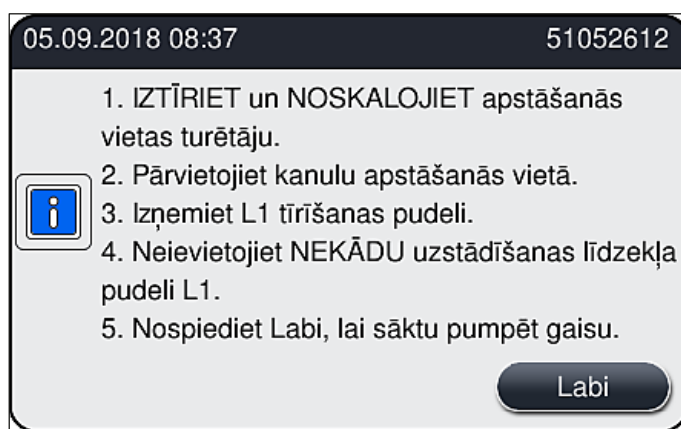 05.09.2018 08:37 51052612
1. IZTĪRIET un NOSKALOJIET apstāšanās
vietas turētāju.
2. Pārvietojiet kanulu apstāšanās vietā.
3. Izņemiet L1 tīrīšanas pudeli.
4. Neievietojiet NEKĀDU uzstādīšanas līdzekļa
pudeli L1.
5. Nospiediet Labi, lai sāktu pumpēt gaisu.
Labi